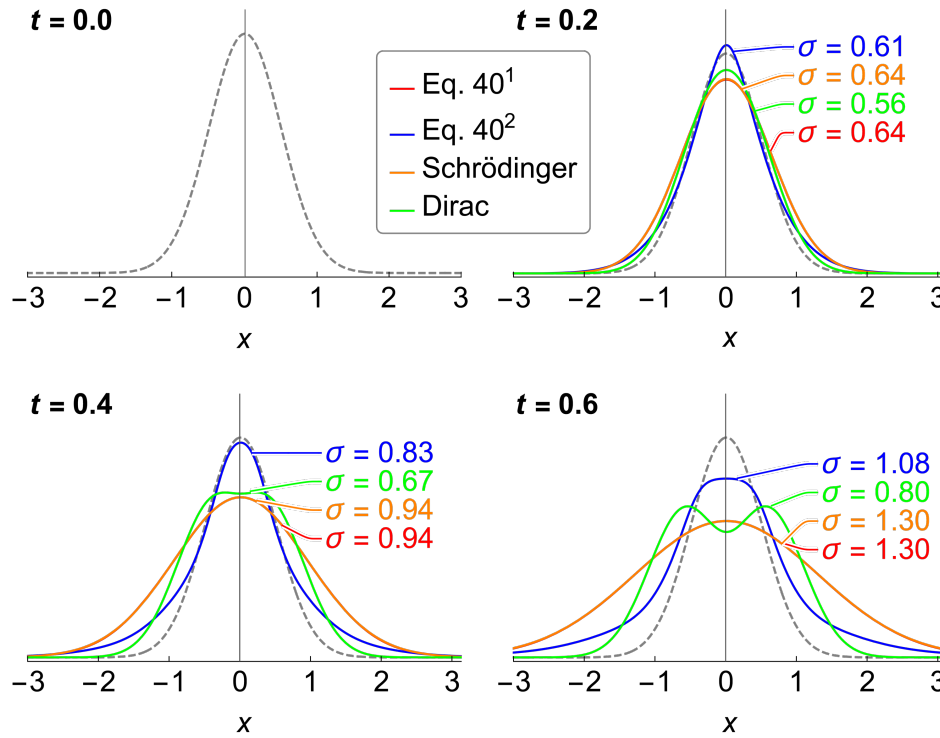 t = 0.0
Eq. 40¹
Eq. 40²
Schrödinger
Dirac
−3 −2 −1 0 1 2 3
x
t = 0.2
σ = 0.61
σ = 0.64
σ = 0.56
σ = 0.64
−3 −2 −1 0 1 2 3
x
t = 0.4
σ = 0.83
σ = 0.67
σ = 0.94
σ = 0.94
−3 −2 −1 0 1 2 3
x
t = 0.6
σ = 1.08
σ = 0.80
σ = 1.30
σ = 1.30
−3 −2 −1 0 1 2 3
x